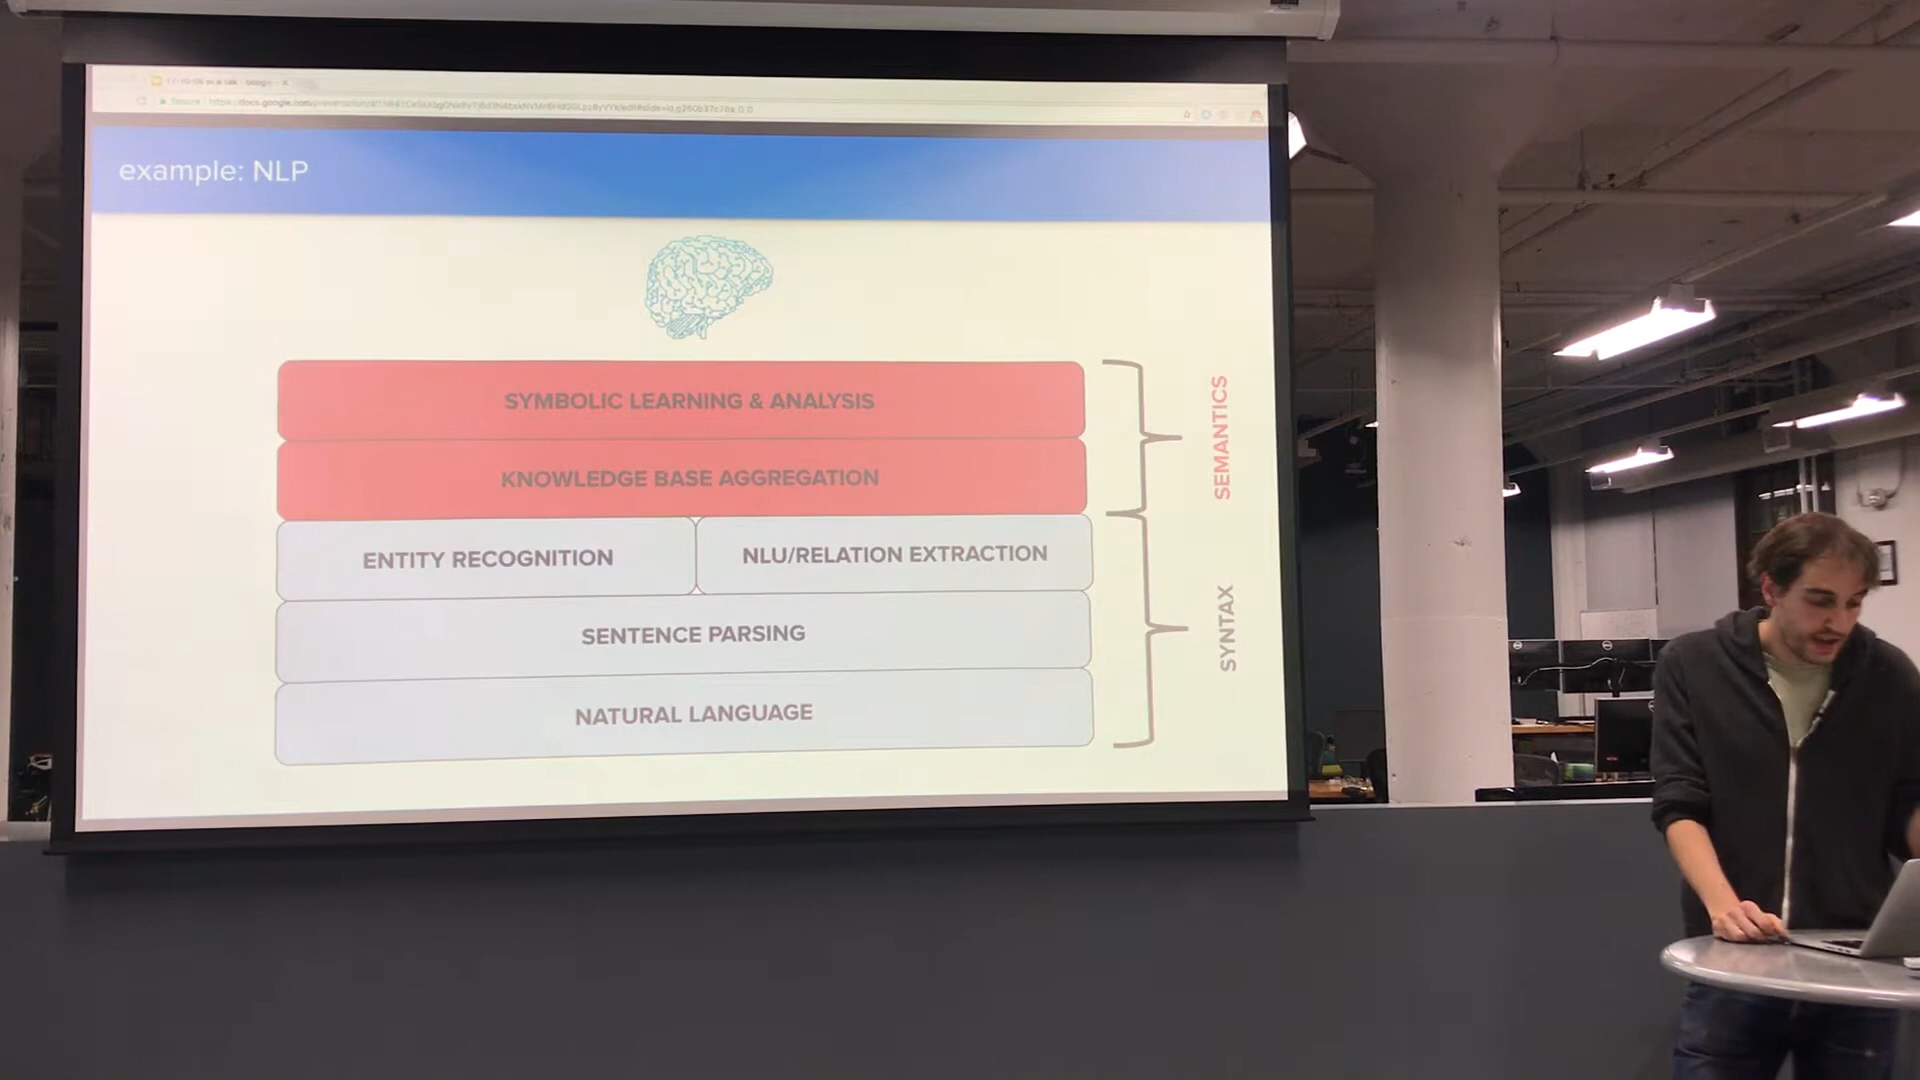 Secure
example: NLP
SYMBOLIC LEARNING & ANALYSIS
KNOWLEDGE BASE AGGREGATION
ENTITY RECOGNITION
NLU/RELATION EXTRACTION
SENTENCE PARSING
NATURAL LANGUAGE
SEMANTICS
SYNTAX